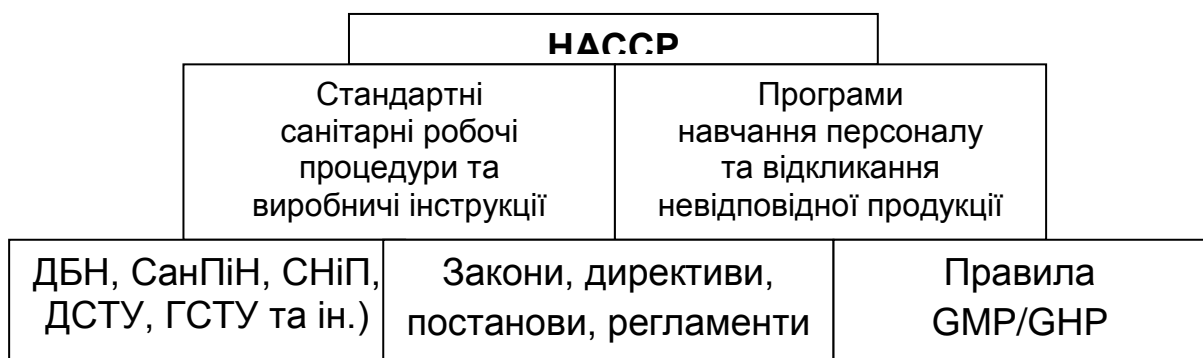 НАССР
Стандартні
санітарні робочі
процедури та
виробничі інструкції
Програми
навчання персоналу
та відкликання
невідповідної продукції
ДБН, СанПіН, СНіП,
ДСТУ, ГСТУ та ін.)
Закони, директиви,
постанови, регламенти
Правила
GMP/GHP